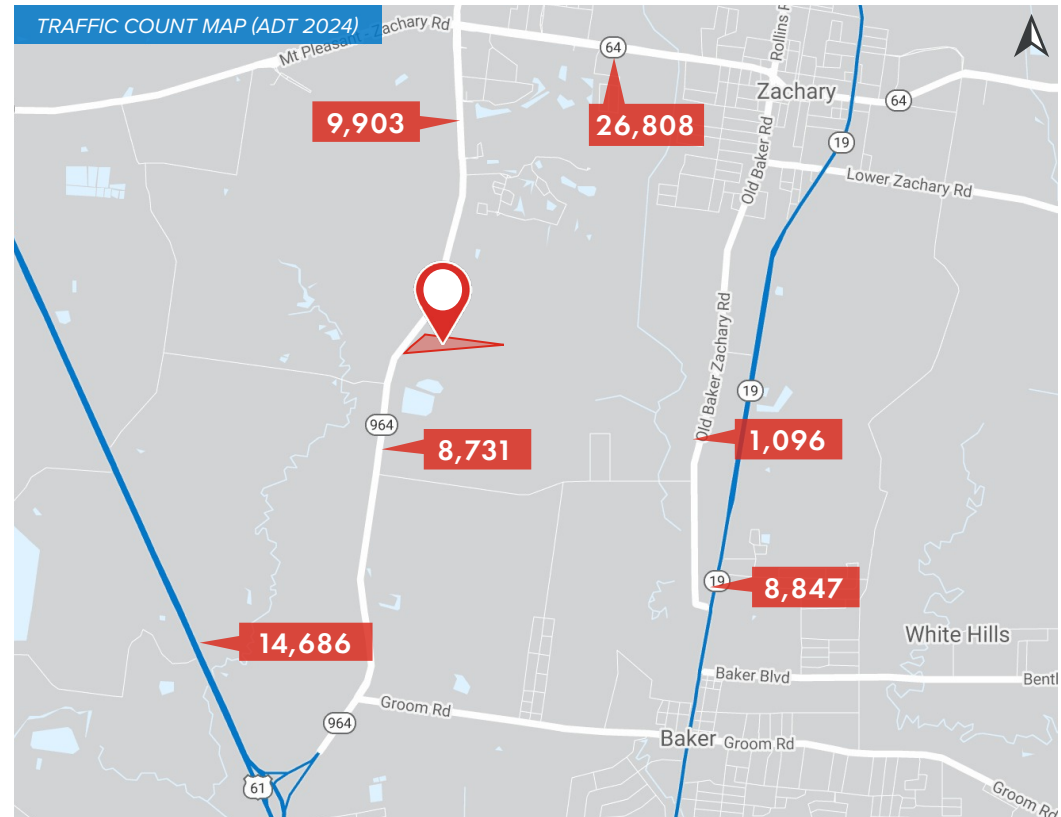 TRAFFIC COUNT MAP (ADT 2024)
Mt Pleasant - Zachary Rd
64
Rollins R
Zachary
64
9,903
26,808
19
Old Baker Rd
Lower Zachary Rd
Old Baker Zachary Rd
19
964
8,731
1,096
19
8,847
14,686
White Hills
Baker Blvd
Bentl
Groom Rd
964
Baker
Groom Rd
61
Groom Rd